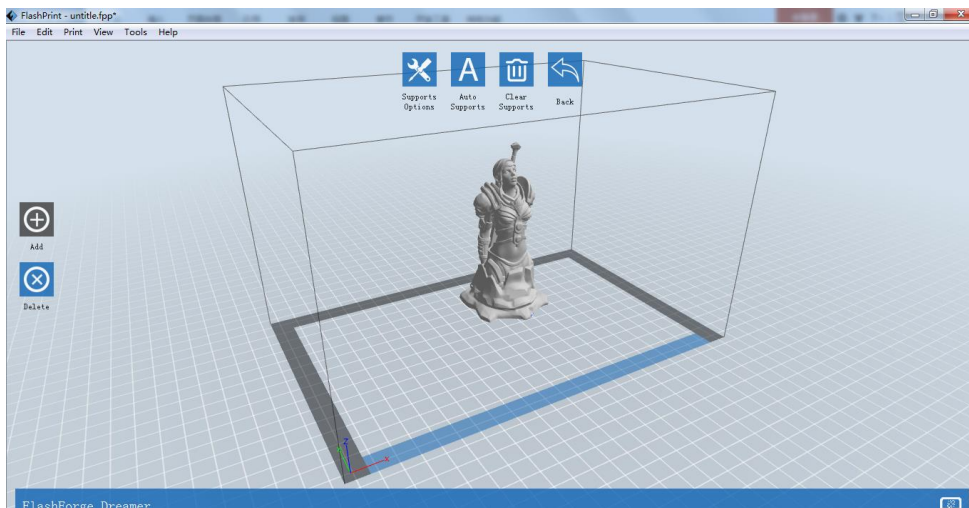 FlashPrint - untitle.fpp*
File Edit Print View Tools Help
A
Supports
Options
Auto
Supports
Clear
Supports
Back
Add
Delete
Z
X
FlashForge Dreamer